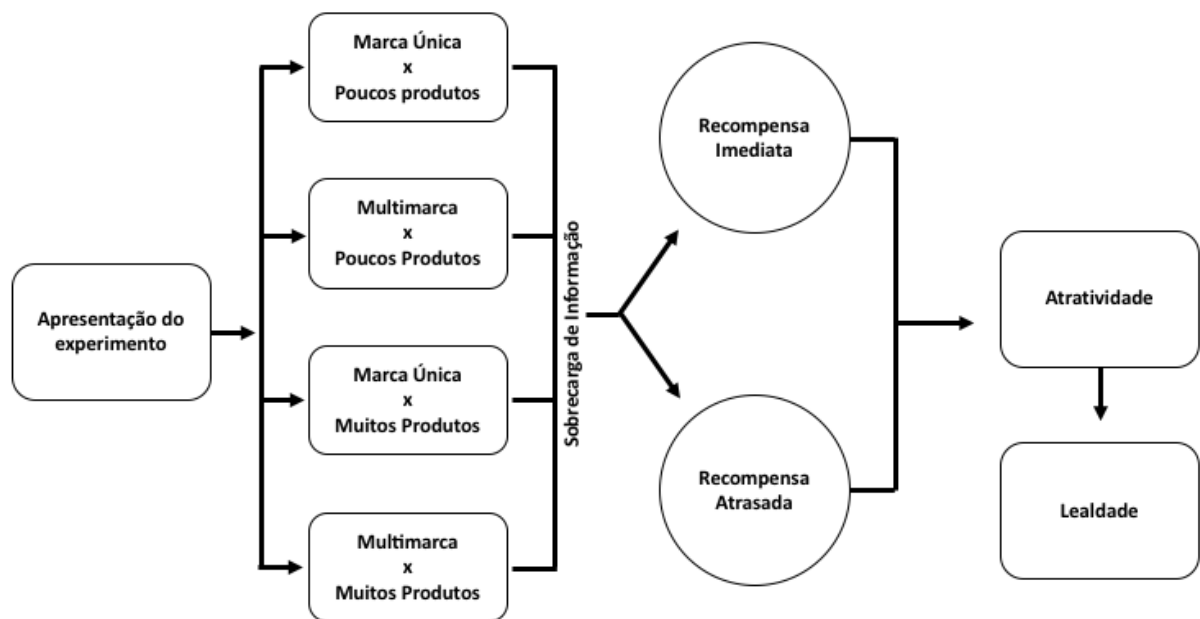 Apresentação do
experimento
Marca Única
x
Poucos produtos
Multimarca
x
Poucos Produtos
Marca Única
x
Muitos Produtos
Multimarca
x
Muitos Produtos
Sobrecarga de Informação
Recompensa
Imediata
Recompensa
Atrasada
Atratividade
Lealdade